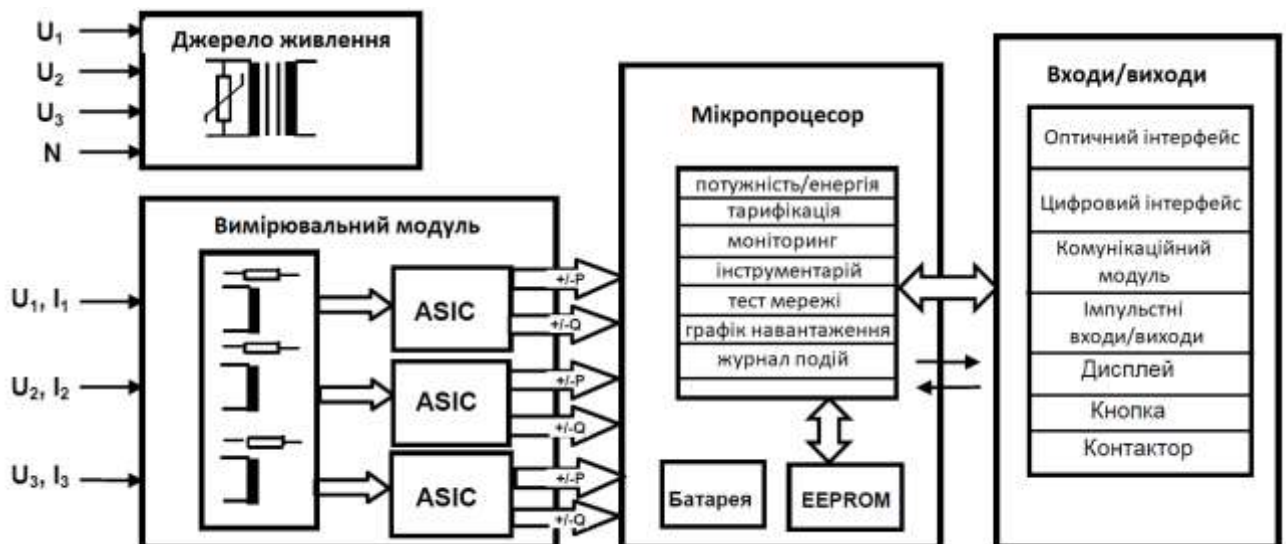 U1
U2
U3
N
Джерело живлення
Вимірювальний модуль
U1, I1
U2, I2
U3, I3
ASIC
ASIC
ASIC
+/-P
+/-Q
+/-P
+/-Q
+/-P
+/-Q
Мікропроцесор
потужність/енергія
тарифікація
моніторинг
інструментарій
тест мережі
графік навантаження
журнал подій
Батарея
EEPROM
Входи/виходи
Оптичний інтерфейс
Цифровий інтерфейс
Комунікаційний
модуль
Імпульстні
входи/виходи
Дисплей
Кнопка
Контактор